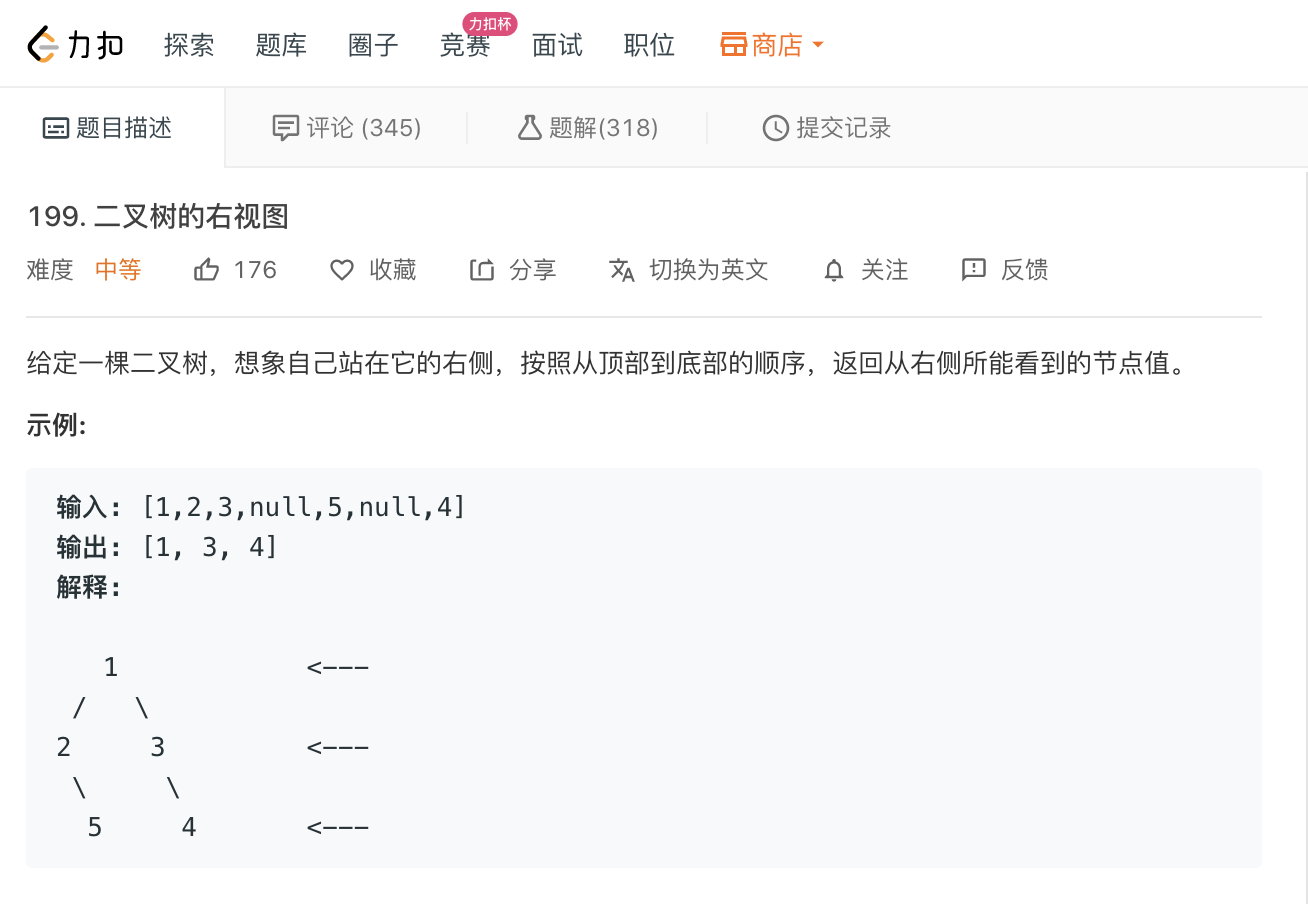 力扣 探索 题库 圈子 竞赛 力扣杯 面试 职位 商店
题目描述 评论 (345) 题解(318) 提交记录
199. 二叉树的右视图
难度 中等 176 收藏 分享 切换为英文 关注 反馈
给定一棵二叉树，想象自己站在它的右侧，按照从顶部到底部的顺序，返回从右侧所能看到的节点值。
示例:
输入: [1,2,3,null,5,null,4]
输出: [1, 3, 4]
解释:
   1            <---
 /   \
2     3         <---
 \     \
  5     4       <---